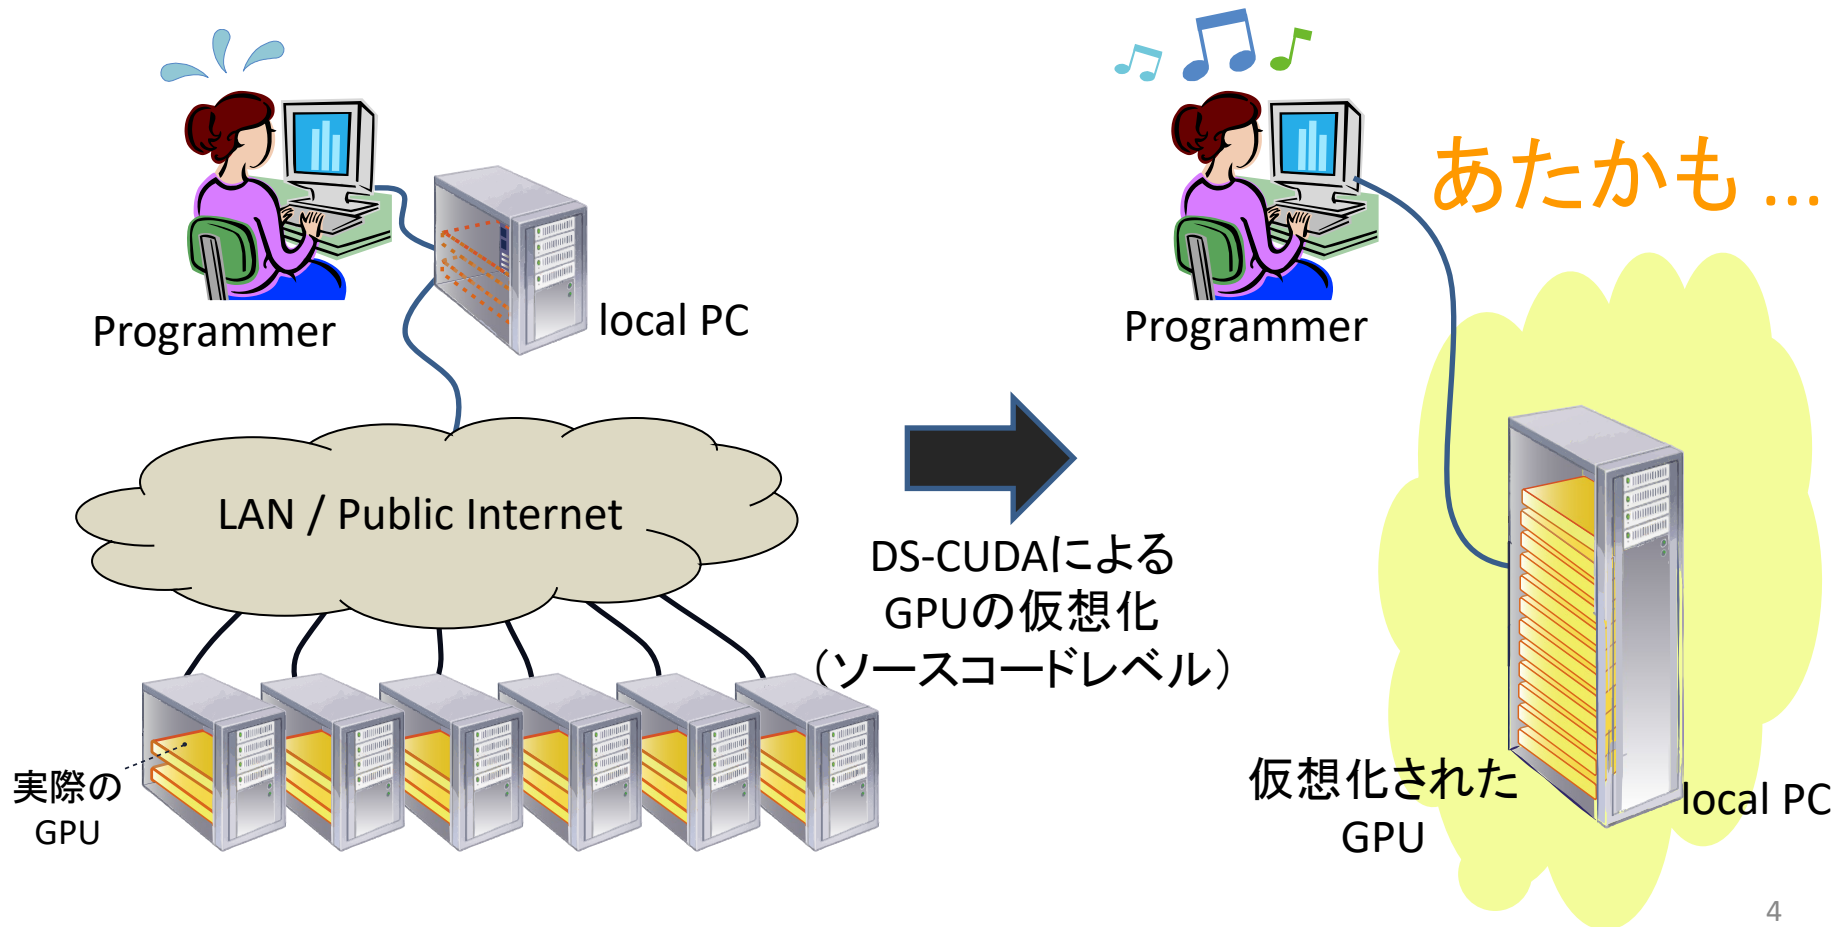 Programmer
local PC
LAN / Public Internet
実際の
GPU
DS-CUDAによる
GPUの仮想化
（ソースコードレベル）
あたかも ...
Programmer
仮想化された
GPU
local PC
4